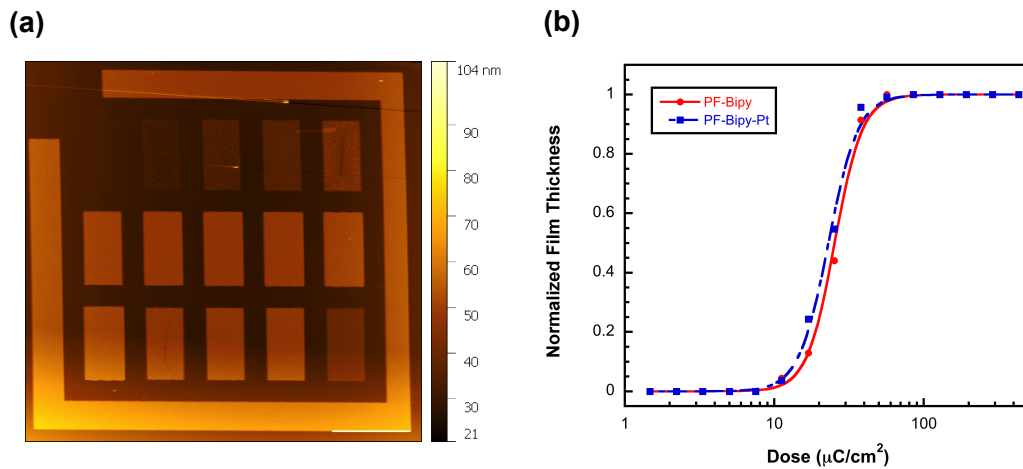 (a)
104 nm
90
80
70
60
50
40
30
21
(b)
Normalized Film Thickness
1
0.8
0.6
0.4
0.2
0
PF-Bipy
PF-Bipy-Pt
1
10
100
Dose (μC/cm²)